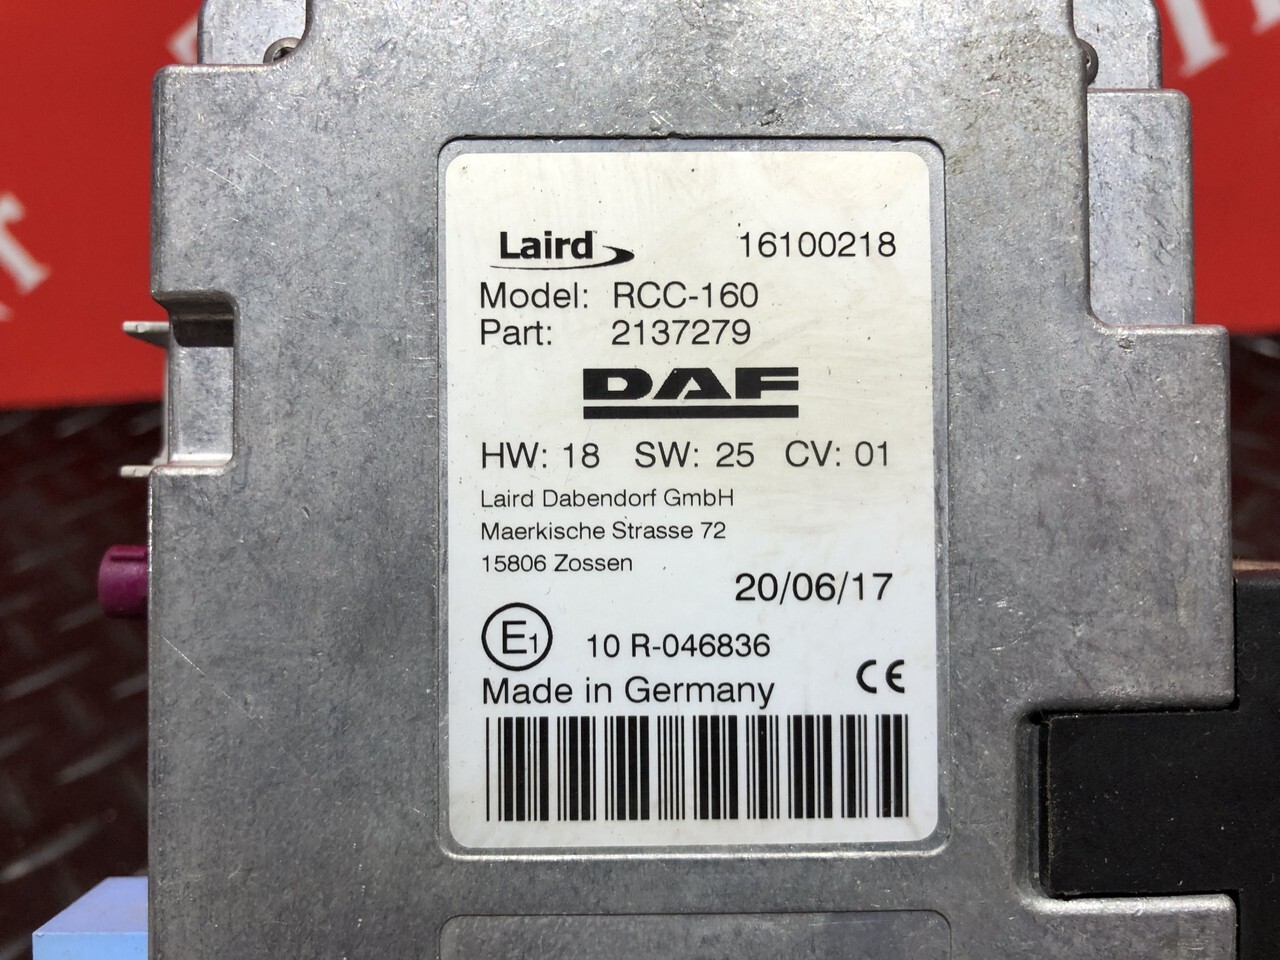 Laird 16100218
Model: RCC-160
Part: 2137279
DAF
HW: 18 SW: 25 CV: 01
Laird Dabendorf GmbH
Maerkische Strasse 72
15806 Zossen
20/06/17
E1 10 R-046836
CE
Made in Germany